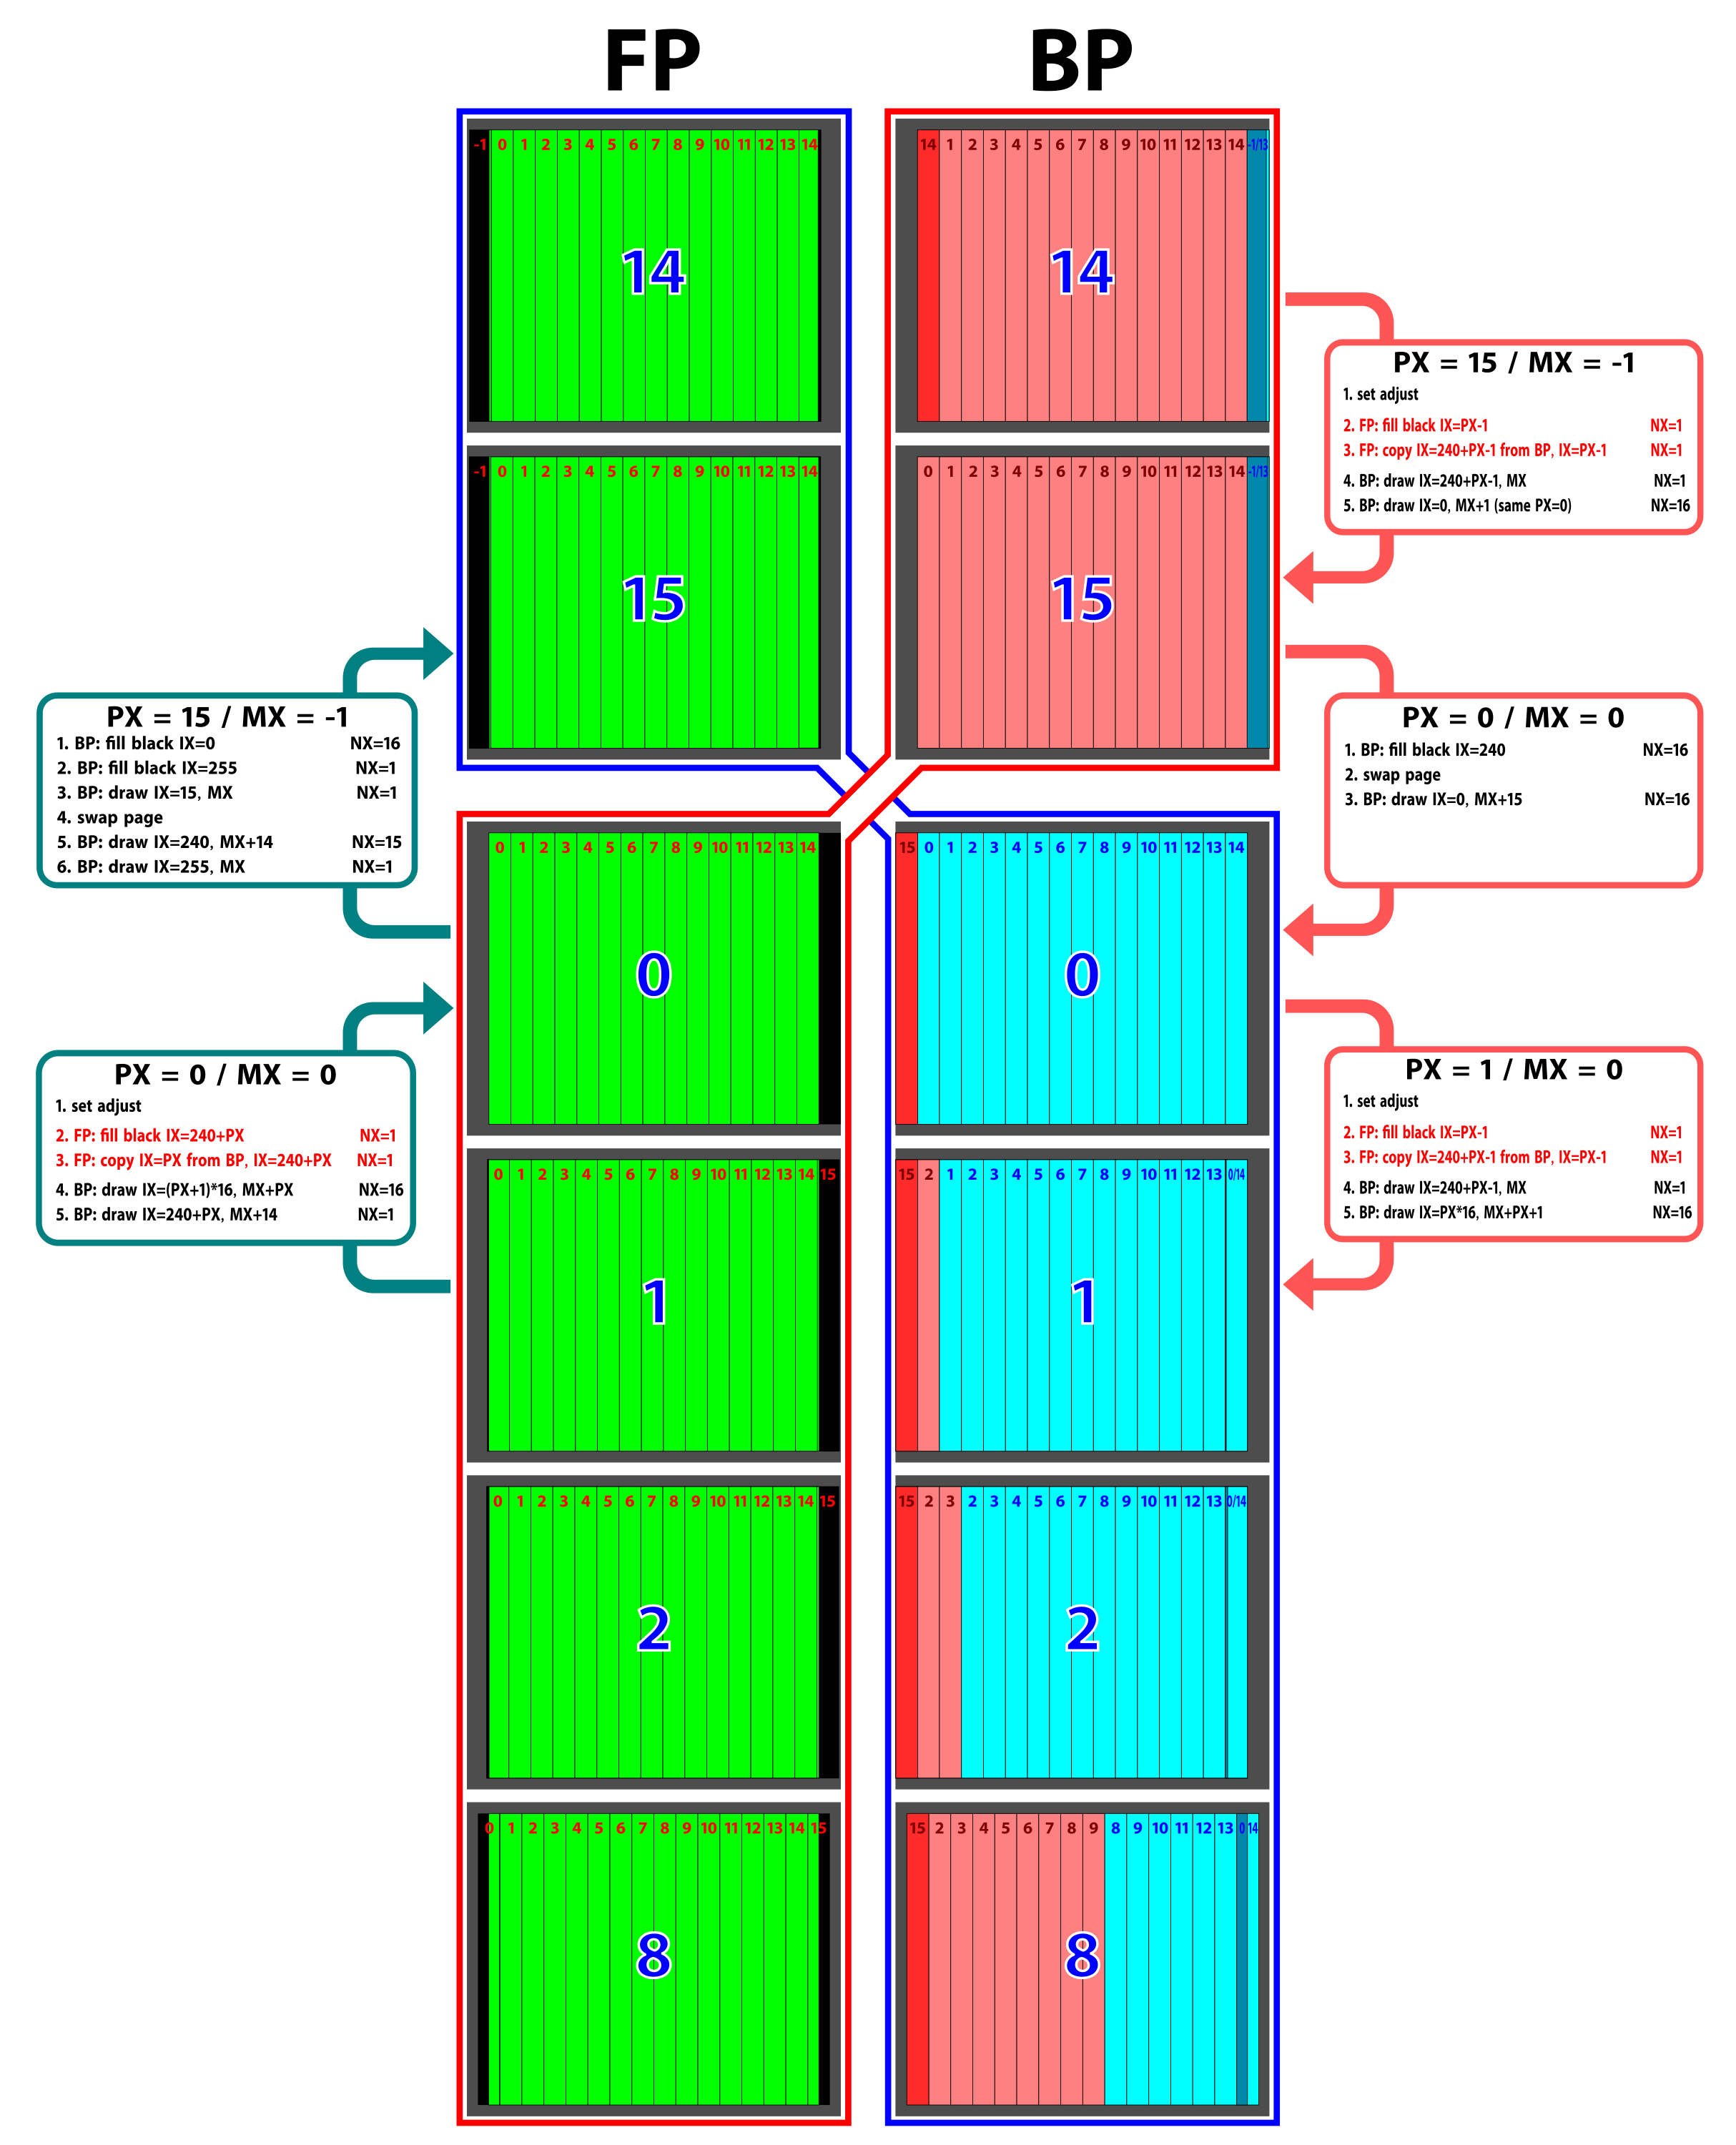 FP BP
-1 0 1 2 3 4 5 6 7 8 9 10 11 12 13 14
14
14 1 2 3 4 5 6 7 8 9 10 11 12 13 14 -1/13
14
PX = 15 / MX = -1
1. set adjust
2. FP: fill black IX=PX-1 NX=1
3. FP: copy IX=240+PX-1 from BP, IX=PX-1 NX=1
4. BP: draw IX=240+PX-1, MX NX=1
5. BP: draw IX=0, MX+1 (same PX=0) NX=16
-1 0 1 2 3 4 5 6 7 8 9 10 11 12 13 14
15
0 1 2 3 4 5 6 7 8 9 10 11 12 13 14 -1/13
15
PX = 15 / MX = -1
1. BP: fill black IX=0 NX=16
2. BP: fill black IX=255 NX=1
3. BP: draw IX=15, MX NX=1
4. swap page
5. BP: draw IX=240, MX+14 NX=15
6. BP: draw IX=255, MX NX=1
PX = 0 / MX = 0
1. BP: fill black IX=240 NX=16
2. swap page
3. BP: draw IX=0, MX+15 NX=16
0 1 2 3 4 5 6 7 8 9 10 11 12 13 14
0
15 0 1 2 3 4 5 6 7 8 9 10 11 12 13 14
0
PX = 0 / MX = 0
1. set adjust
2. FP: fill black IX=240+PX NX=1
3. FP: copy IX=PX from BP, IX=240+PX NX=1
4. BP: draw IX=(PX+1)*16, MX+PX NX=16
5. BP: draw IX=240+PX, MX+14 NX=1
PX = 1 / MX = 0
1. set adjust
2. FP: fill black IX=PX-1 NX=1
3. FP: copy IX=240+PX-1 from BP, IX=PX-1 NX=1
4. BP: draw IX=240+PX-1, MX NX=1
5. BP: draw IX=PX*16, MX+PX+1 NX=16
0 1 2 3 4 5 6 7 8 9 10 11 12 13 14 15
1
15 2 1 2 3 4 5 6 7 8 9 10 11 12 13 0/14
1
0 1 2 3 4 5 6 7 8 9 10 11 12 13 14 15
2
15 2 3 2 3 4 5 6 7 8 9 10 11 12 13 0/14
2
0 1 2 3 4 5 6 7 8 9 10 11 12 13 14 15
8
15 2 3 4 5 6 7 8 9 8 9 10 11 12 13 0 14
8